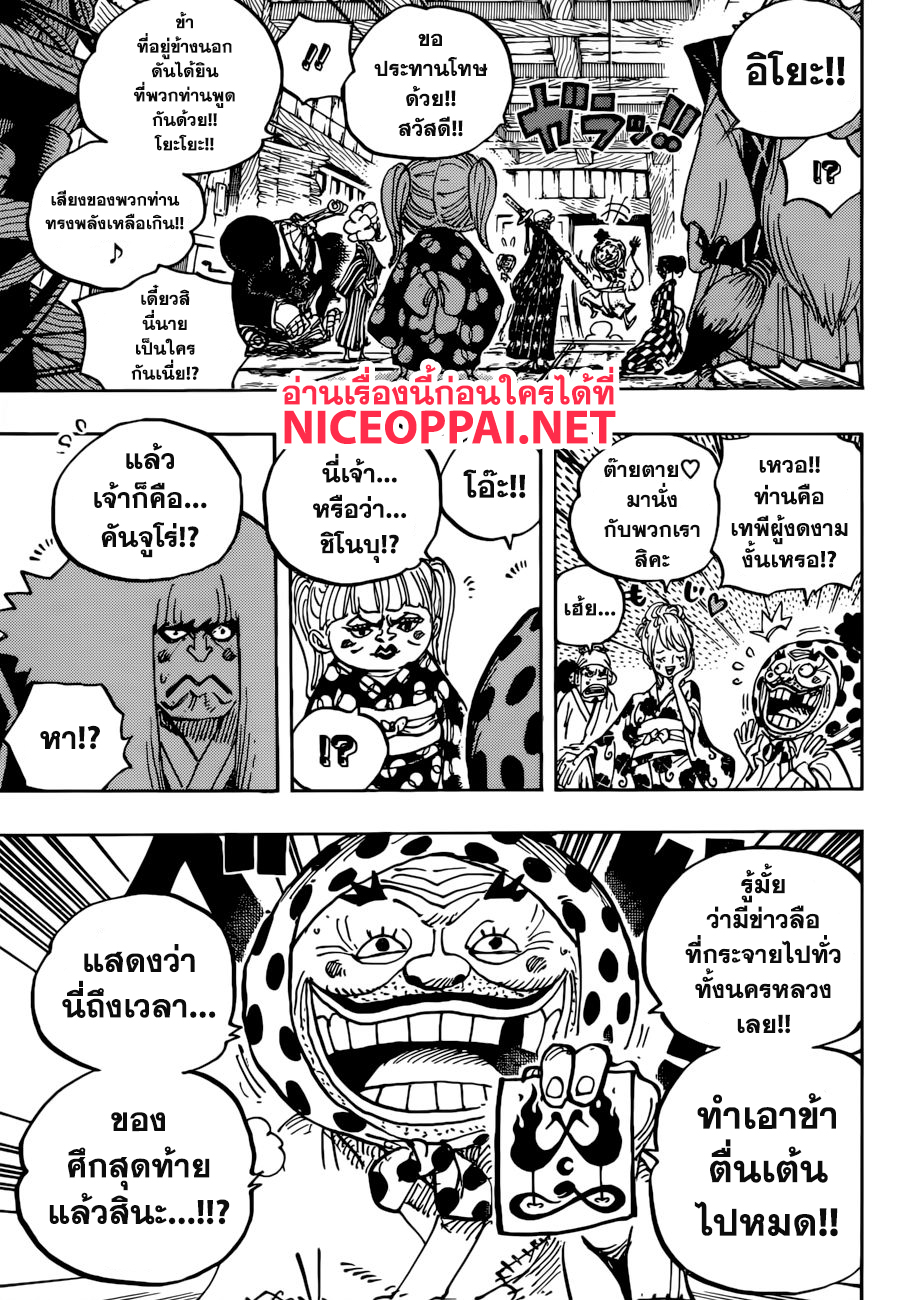 อิโยะ!!
!?
ขอ
ประทานโทษ
ด้วย!!
สวัสดี!!
ガラッ!!
!!
ข้า
ที่อยู่ข้างนอก
ดันได้ยิน
ที่พวกท่านพูด
กันด้วย!!
โยะโยะ!!
เสียงของพวกท่าน
ทรงพลังเหลือเกิน!!
♪
เดี๋ยวสิ
นี่นาย
เป็นใคร
กันเนี่ย!?
อ่านเรื่องนี้ก่อนใครได้ที่
NICEOPPAI.NET
เหวอ!!
ท่านคือ
เทพีผู้งดงาม
งั้นเหรอ!?
ต๊ายตาย♡
มานั่ง
กับพวกเรา
สิคะ
もじ♡
เฮ้ย...
โอ๊ะ!!
นี่เจ้า...
หรือว่า...
ชิโนบุ!?
!?
แล้ว
เจ้าก็คือ...
คันจูโร่!?
หา!?
รู้มั้ย
ว่ามีข่าวลือ
ที่กระจายไปทั่ว
ทั้งนครหลวง
เลย!!
ทำเอาข้า
ตื่นเต้น
ไปหมด!!
แสดงว่า
นี่ถึงเวลา...
ของ
ศึกสุดท้าย
แล้วสินะ...!!?